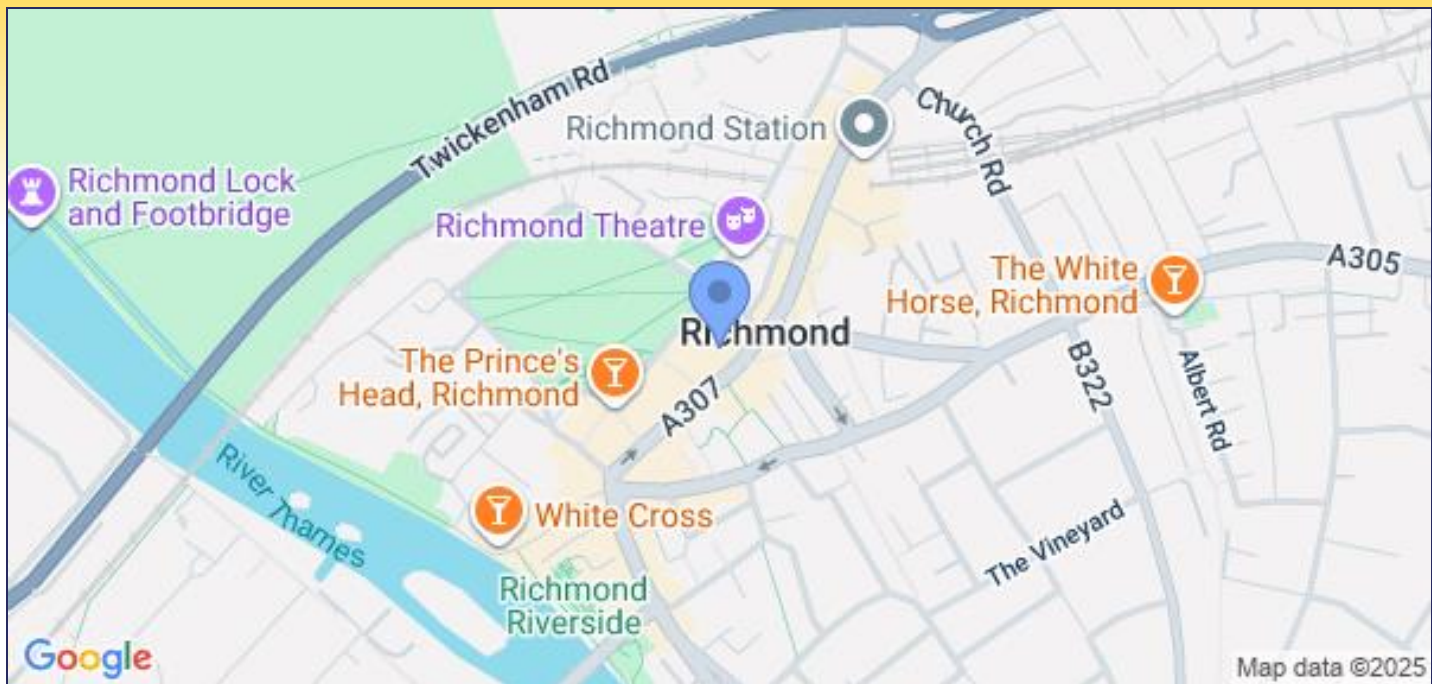 Twickenham Rd
Richmond Station
Church Rd
Richmond Lock
and Footbridge
Richmond Theatre
The White
Horse, Richmond
A305
Richmond
The Prince's
Head, Richmond
A307
B322
Albert Rd
River Thames
White Cross
The Vineyard
Richmond
Riverside
Google
Map data ©2025